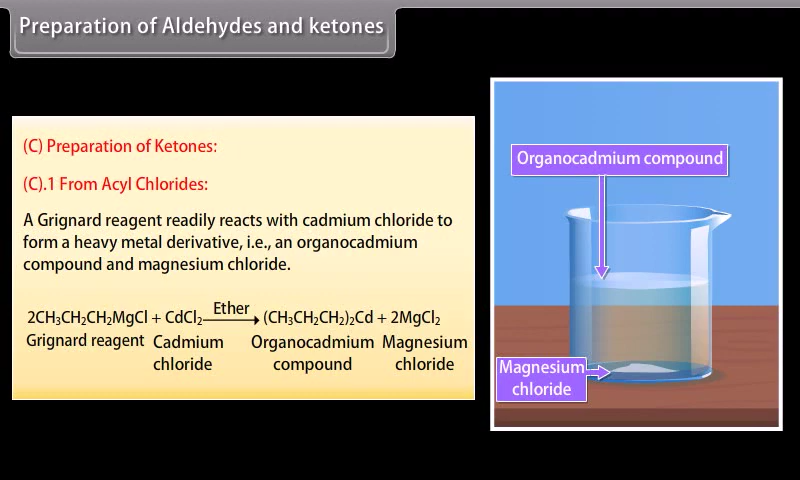 Preparation of Aldehydes and ketones
(C) Preparation of Ketones:
(C).1 From Acyl Chlorides:
A Grignard reagent readily reacts with cadmium chloride to
form a heavy metal derivative, i.e., an organocadmium
compound and magnesium chloride.
Ether
2CH₃CH₂CH₂MgCl + CdCl₂ ⟶ (CH₃CH₂CH₂)₂Cd + 2MgCl₂
Grignard reagent Cadmium Organocadmium Magnesium
chloride compound chloride
Organocadmium compound
Magnesium
chloride